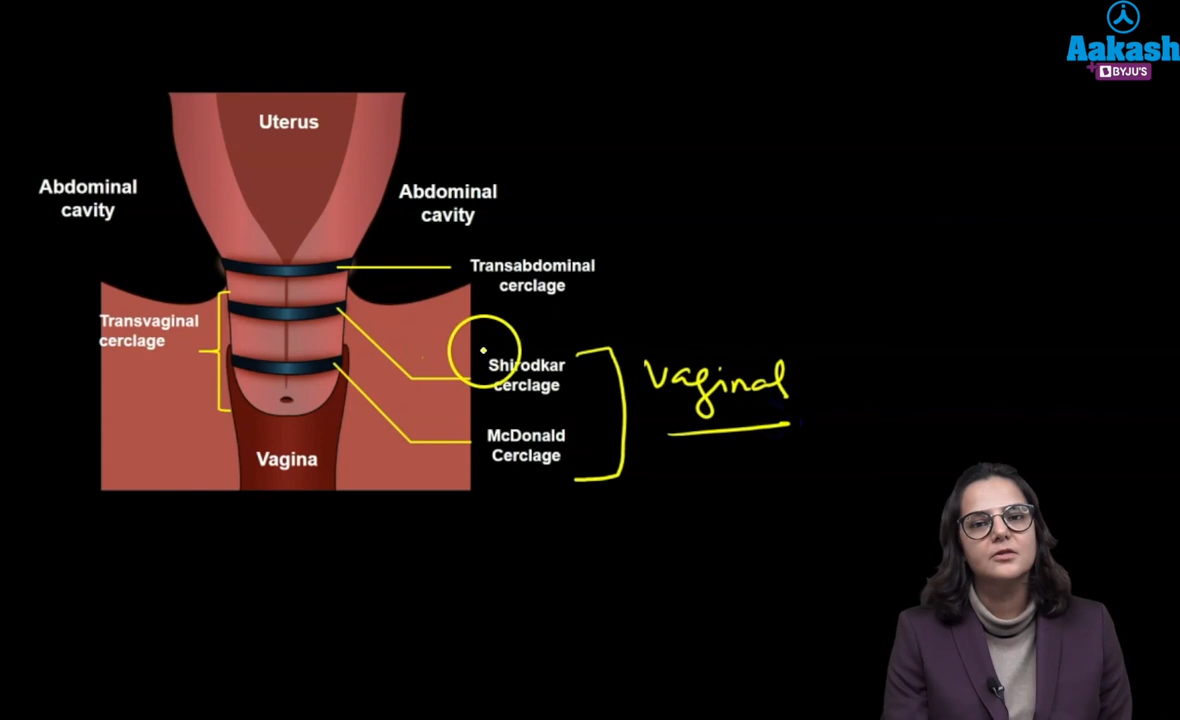 Aakash
+ BYJU'S
Uterus
Abdominal
cavity
Abdominal
cavity
Transabdominal
cerclage
Transvaginal
cerclage
Shirodkar
cerclage
Vaginal
McDonald
Cerclage
Vagina